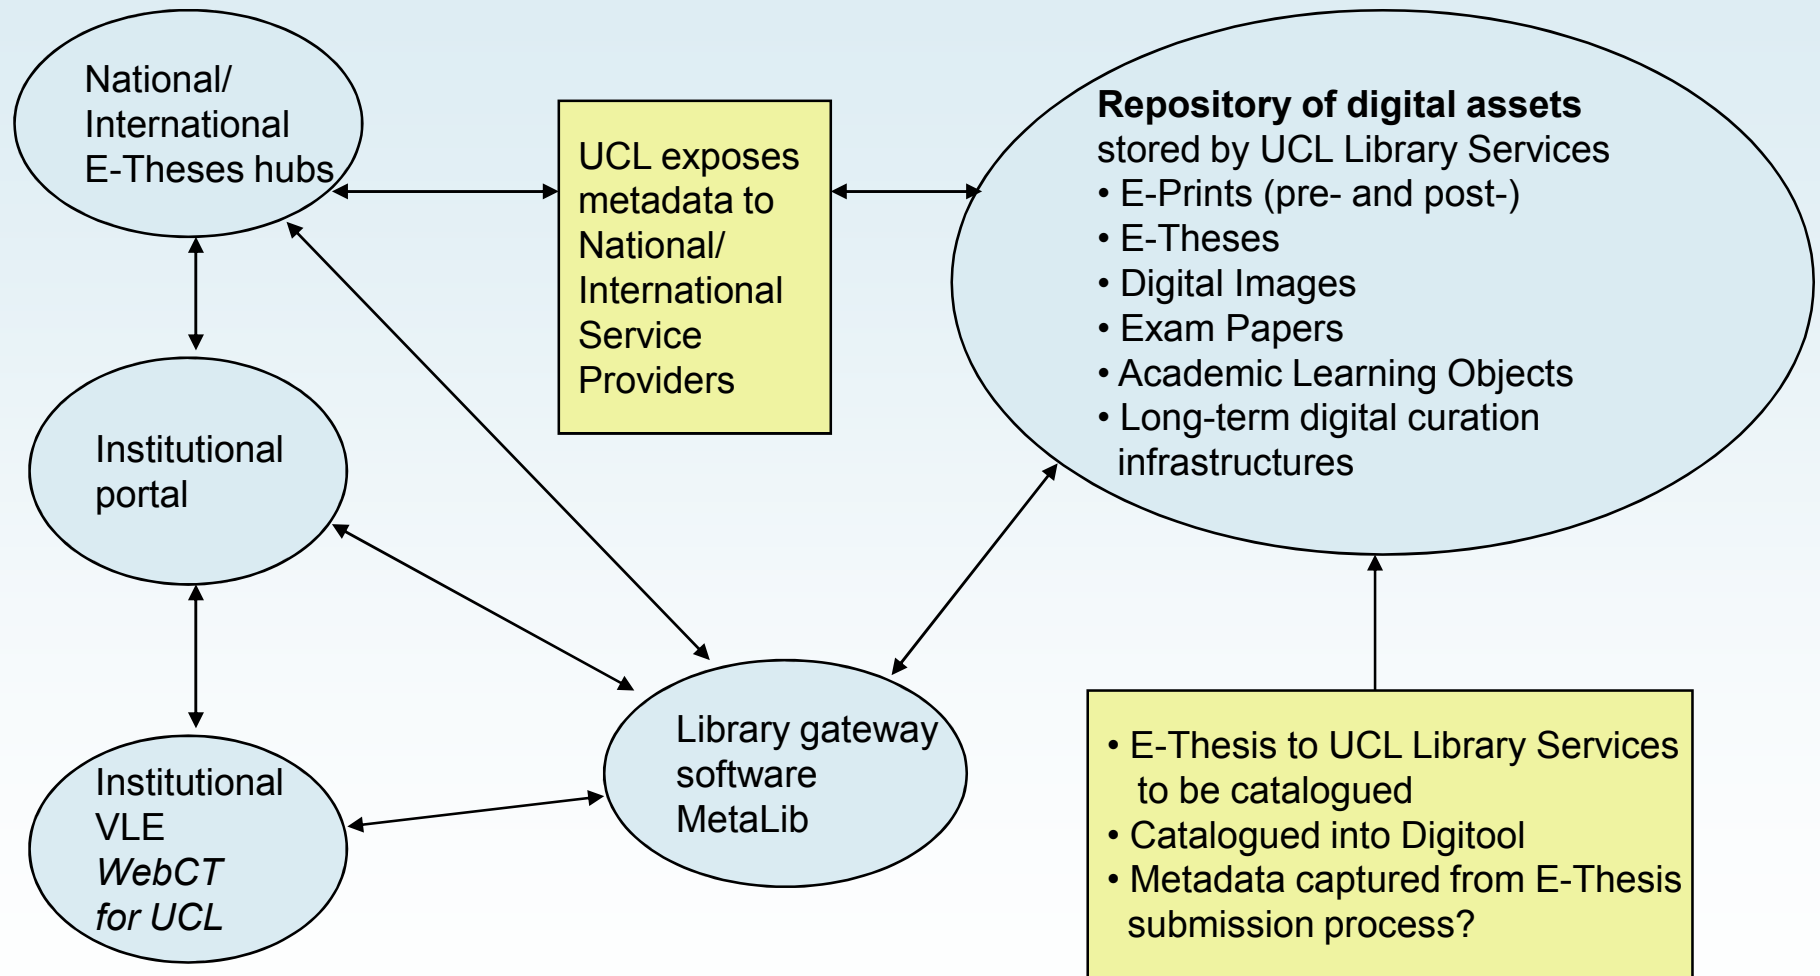 National/
International
E-Theses hubs
UCL exposes
metadata to
National/
International
Service
Providers
Repository of digital assets
stored by UCL Library Services
• E-Prints (pre- and post-)
• E-Theses
• Digital Images
• Exam Papers
• Academic Learning Objects
• Long-term digital curation
infrastructures
Institutional
portal
Library gateway
software
MetaLib
Institutional
VLE
WebCT
for UCL
• E-Thesis to UCL Library Services
to be catalogued
• Catalogued into Digitool
• Metadata captured from E-Thesis
submission process?